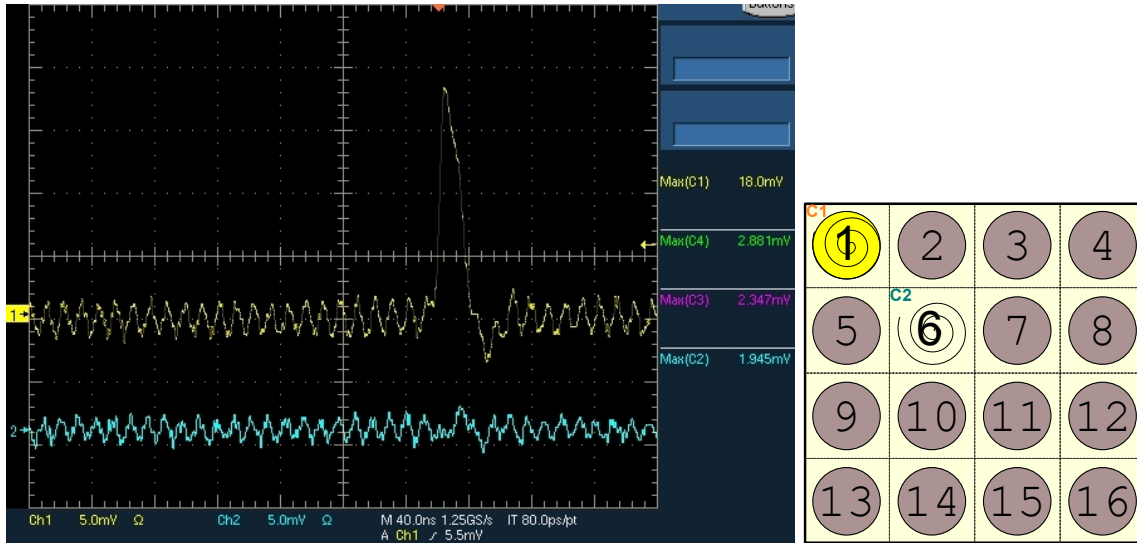 Buttons
Max(C1) 18.0mV
Max(C4) 2.881mV
Max(C3) 2.347mV
Max(C2) 1.945mV
1
2
Ch1 5.0mV Ω Ch2 5.0mV Ω M 40.0ns 1.25GS/s IT 80.0ps/pt
A Ch1 ∕ 5.5mV
C1
1 2 3 4
C2
5 6 7 8
9 10 11 12
13 14 15 16